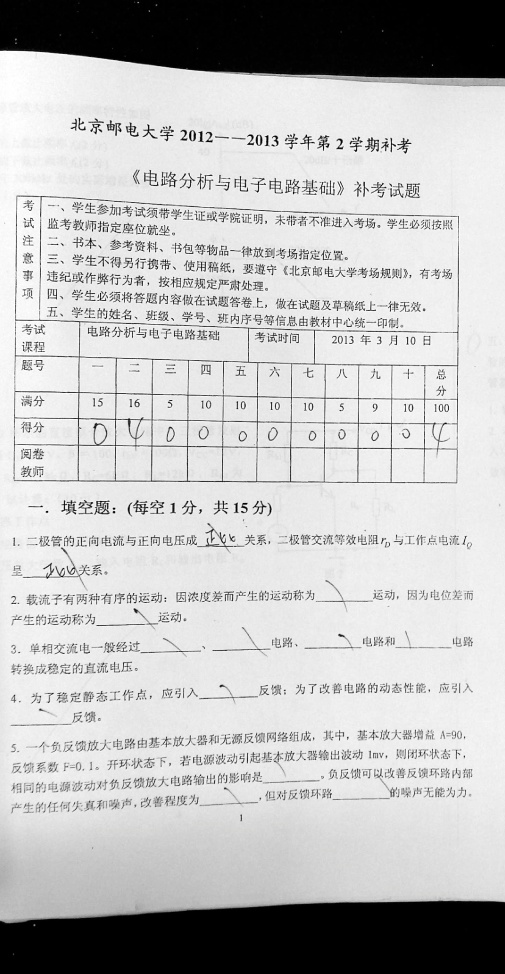 北京邮电大学2012——2013学年第2学期补考
《电路分析与电子电路基础》补考试题
考试注意事项
一、学生参加考试须带学生证或学院证明，未带者不准进入考场。学生必须按照
监考教师指定座位就坐。
二、书本、参考资料、书包等物品一律放到考场指定位置。
三、学生不得另行携带、使用稿纸，要遵守《北京邮电大学考场规则》，有考场
违纪或作弊行为者，按相应规定严肃处理。
四、学生必须将答题内容做在试题答卷上，做在试题及草稿纸上一律无效。
五、学生的姓名、班级、学号、班内序号等信息由教材中心统一印制。
考试课程 电路分析与电子电路基础 考试时间 2013 年 3 月 10 日
题号 一 二 三 四 五 六 七 八 九 十 总分
满分 15 16 5 10 10 10 10 5 9 10 100
得分 0 4 0 0 0 0 0 0 0 0 4
阅卷教师
一．填空题：(每空1分，共15分)
1. 二极管的正向电流与正向电压成 正比 关系，二极管交流等效电阻rD与工作点电流IQ
呈 正比 关系。
2. 载流子有两种有序的运动：因浓度差而产生的运动称为______运动，因为电位差而
产生的运动称为______运动。
3．单相交流电一般经过______、______电路、______电路和______电路
转换成稳定的直流电压。
4．为了稳定静态工作点，应引入______反馈；为了改善电路的动态性能，应引入
______反馈。
5. 一个负反馈放大电路由基本放大器和无源反馈网络组成，其中，基本放大器增益 A=90，
反馈系数 F=0.1。开环状态下，若电源波动引起基本放大器输出波动 1mv，则闭环状态下，
相同的电源波动对负反馈放大电路输出的影响是______。负反馈可以改善反馈环路内部
产生的任何失真和噪声，改善程度为______，但对反馈环路______的噪声无能为力。
1